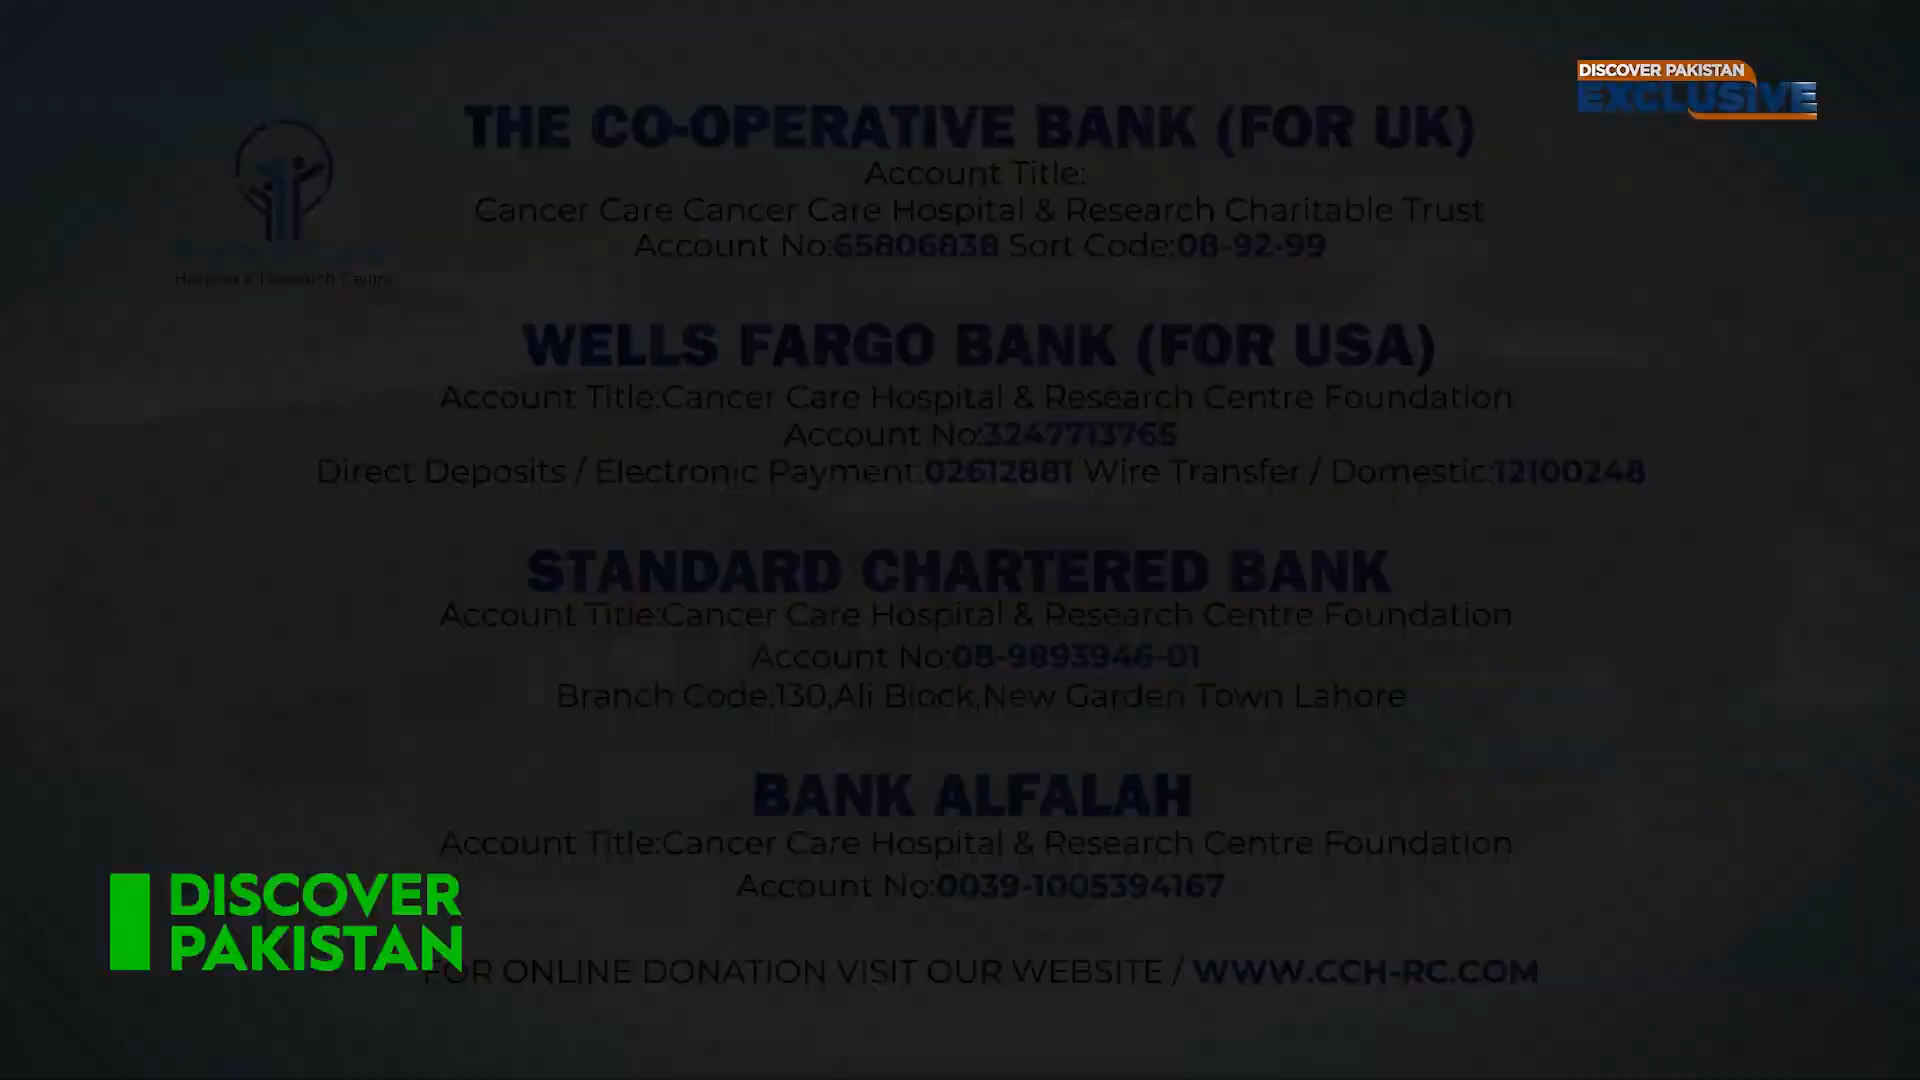 DISCOVER PAKISTAN
EXCLUSIVE
THE CO-OPERATIVE BANK (FOR UK)
Account Title:
Cancer Care Cancer Care Hospital & Research Charitable Trust
Account No:65806838 Sort Code:08-92-99
Hospital & Research Centre
WELLS FARGO BANK (FOR USA)
Account Title:Cancer Care Hospital & Research Centre Foundation
Account No:3247713765
Direct Deposits / Electronic Payment:02612881 Wire Transfer / Domestic:12100248
STANDARD CHARTERED BANK
Account Title:Cancer Care Hospital & Research Centre Foundation
Account No:08-9893946-01
Branch Code,130,Ali Block,New Garden Town Lahore
BANK ALFALAH
Account Title:Cancer Care Hospital & Research Centre Foundation
Account No:0039-1005394167
DISCOVER
PAKISTAN
FOR ONLINE DONATION VISIT OUR WEBSITE / WWW.CCH-RC.COM